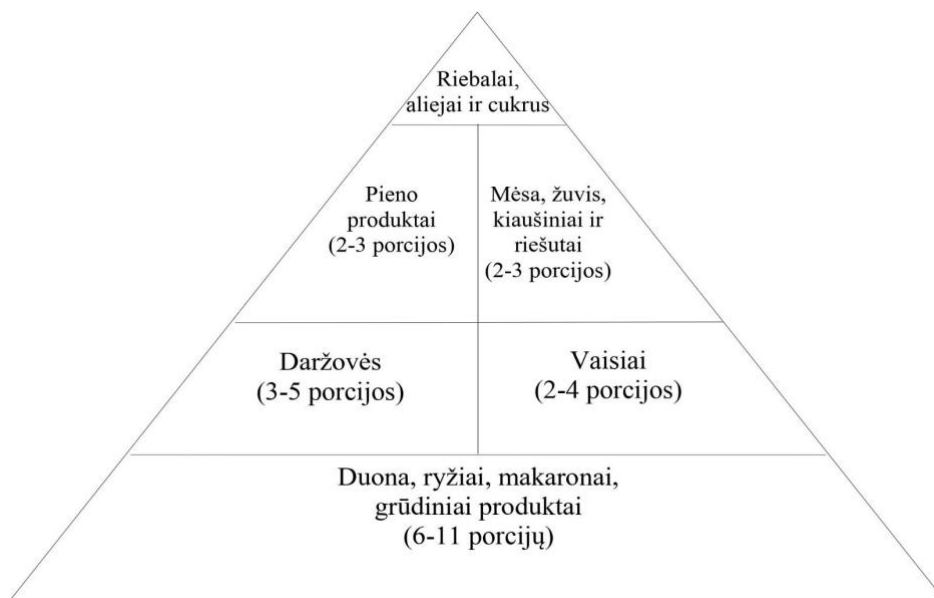 Riebalai,
aliejai ir cukrus
Pieno
produktai
(2-3 porcijos)
Mėsa, žuvis,
kiaušiniai ir
riešutai
(2-3 porcijos)
Daržovės
(3-5 porcijos)
Vaisiai
(2-4 porcijos)
Duona, ryžiai, makaronai,
grūdiniai produktai
(6-11 porcijų)